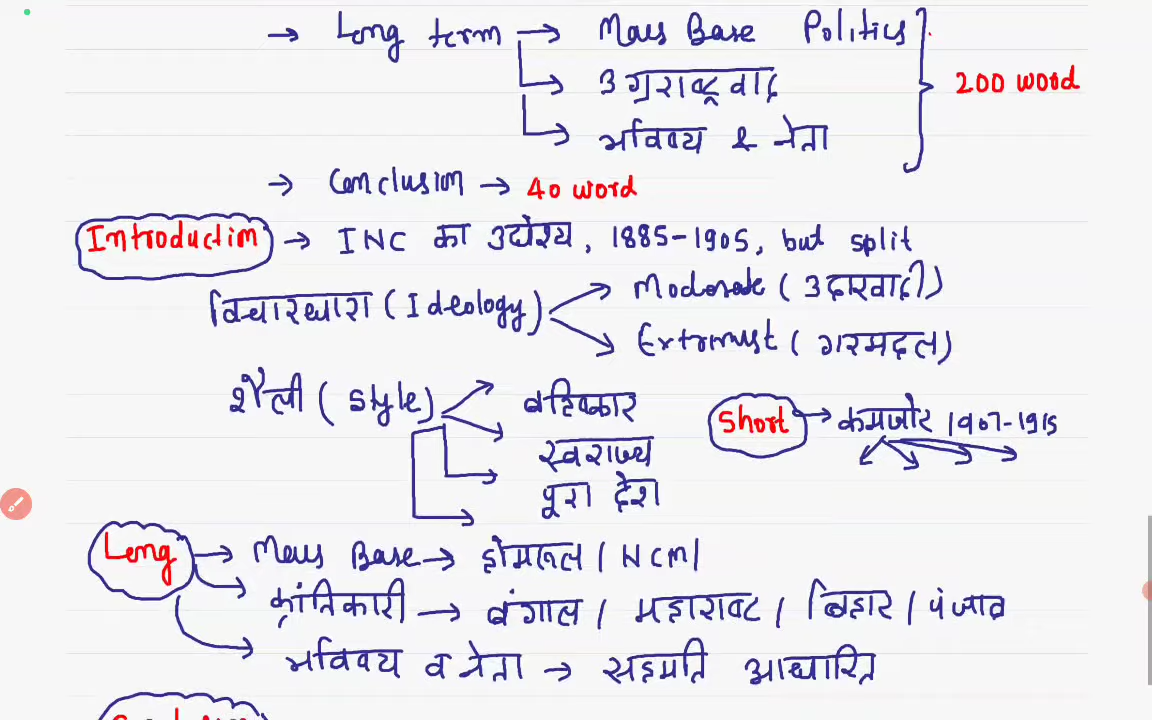 → Long term → Mass Base Politics
→ उग्रराष्ट्रवाद
200 word
→ भविष्य & नेता
→ Conclusion → 40 word
Introduction → INC का उद्देश्य, 1885-1905, but split
विचारधारा (Ideology) Moderate (उदारवादी)
Extremist (गरमदल)
शैली (style) बहिष्कार
Short → कमजोर 1907-1915
स्वराज्य
पूरा देश
Long → Mass Base → होमरूल / NCM
क्रांतिकारी → बंगाल / महाराष्ट / बिहार / पंजाब
भविष्य व नेता → सहमति आधारित